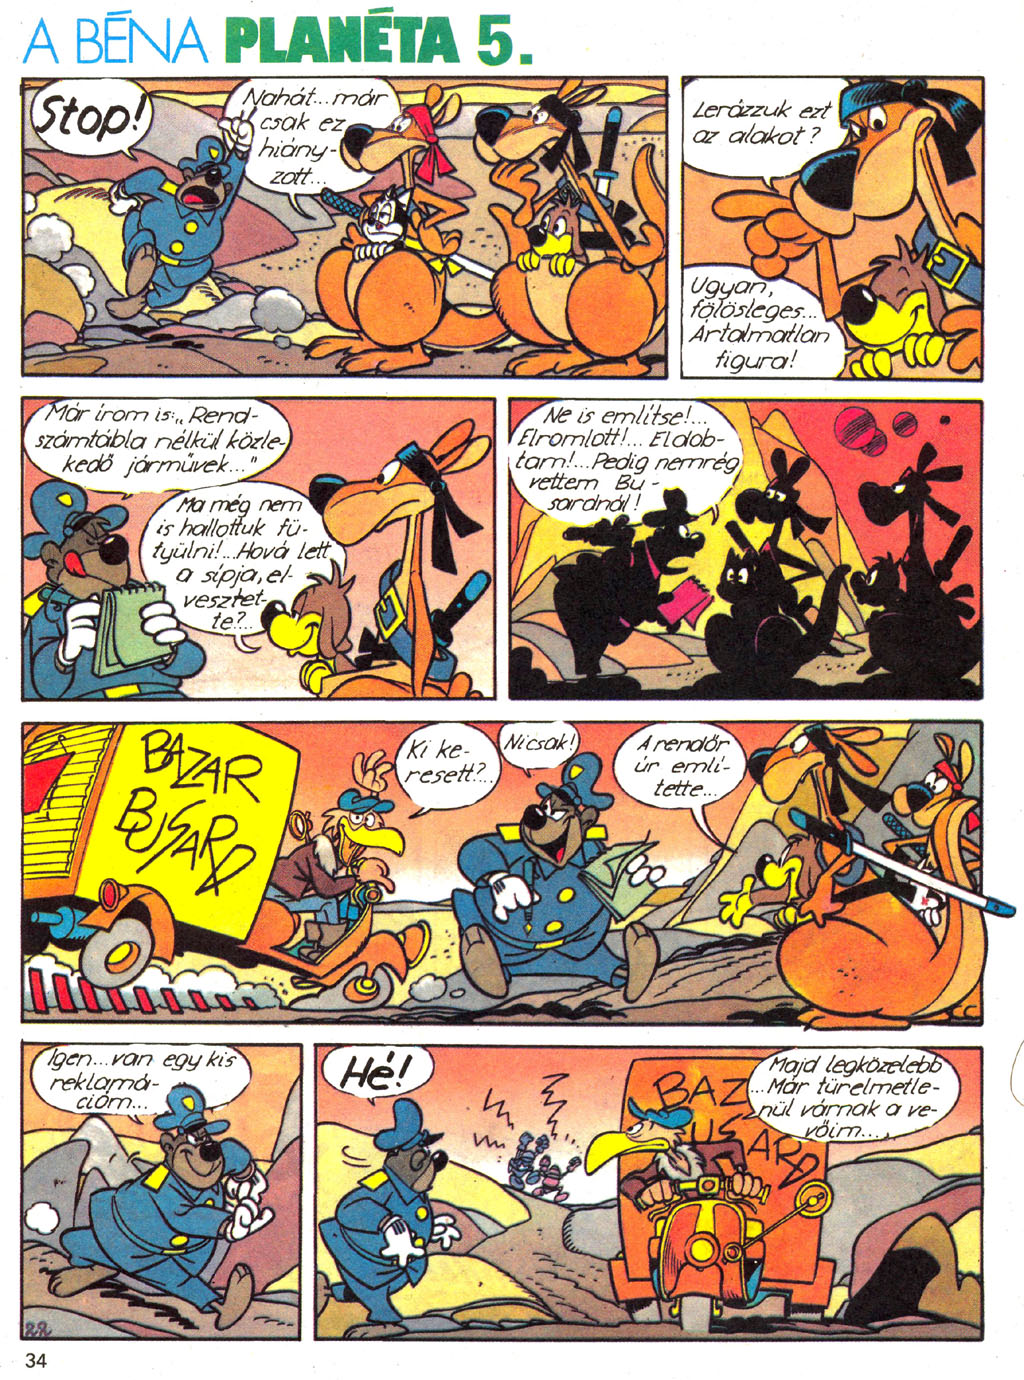 A BÉNA PLANÉTA 5.
Stop!
Nahát...már
csak ez
hiány-
zott...
Lerázzuk ezt
az alakot?
Ugyan,
fölösleges...
Ártalmatlan
figura!
Már írom is:„Rend-
számtábla nélkül közle-
kedő járművek..."
Ma még nem
is hallottuk fü-
tyülni!...Hová lett
a sípja, el-
vesztet-
te?..
Ne is említse!...
Elromlott!... Eldob-
tam!...Pedig nemrég
vettem Bu-
sardnál!
BAZAR
BUSARD
Ki ke-
resett?..
Nicsak!
A rendőr
úr emlí-
tette...
Igen...van egy kis
reklamá-
cióm...
Hé!
BAZ
USARD
Majd legközelebb
...Már türelmetle-
nül várnak a ve-
vőim...
22
34